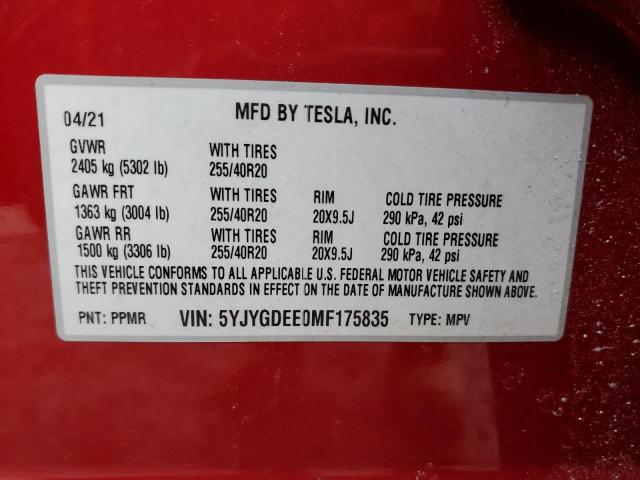 04/21 MFD BY TESLA, INC.
GVWR WITH TIRES
2405 kg (5302 lb) 255/40R20
GAWR FRT WITH TIRES RIM COLD TIRE PRESSURE
1363 kg (3004 lb) 255/40R20 20X9.5J 290 kPa, 42 psi
GAWR RR WITH TIRES RIM COLD TIRE PRESSURE
1500 kg (3306 lb) 255/40R20 20X9.5J 290 kPa, 42 psi
THIS VEHICLE CONFORMS TO ALL APPLICABLE U.S. FEDERAL MOTOR VEHICLE SAFETY AND
THEFT PREVENTION STANDARDS IN EFFECT ON THE DATE OF MANUFACTURE SHOWN ABOVE.
PNT: PPMR VIN: 5YJYGDEE0MF175835 TYPE: MPV